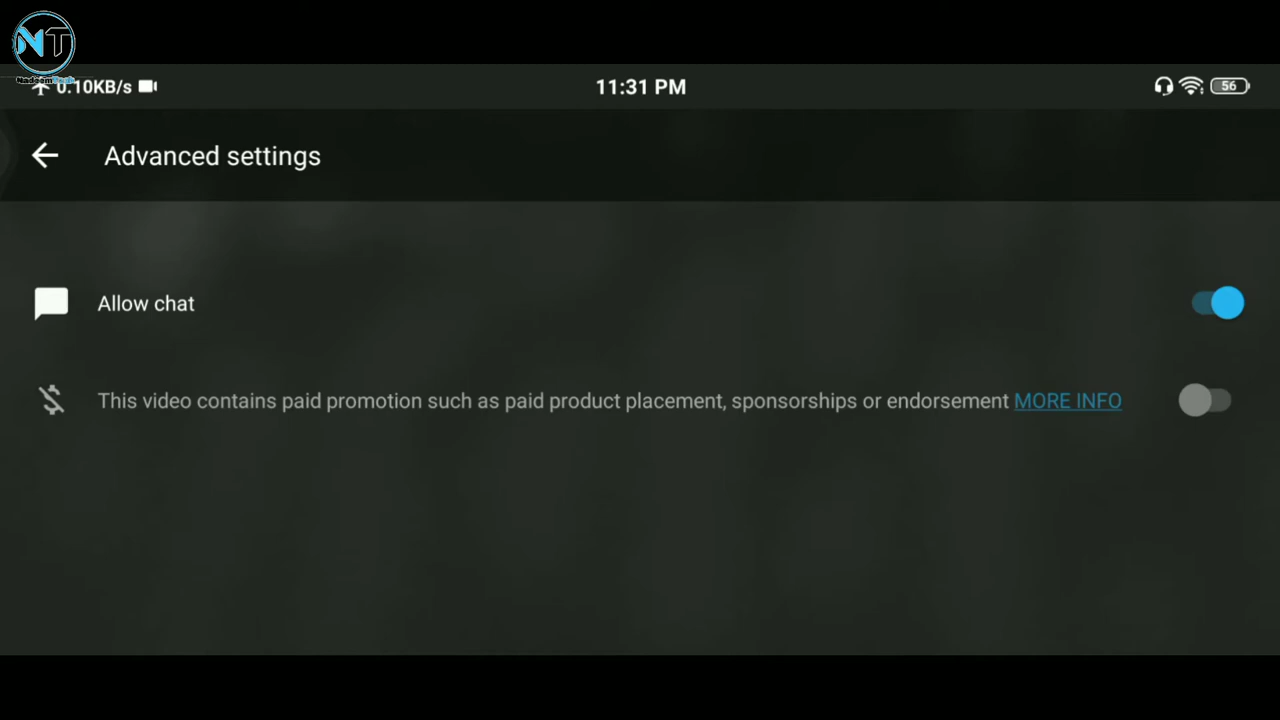 NT
0.10KB/s
11:31 PM
56
Advanced settings
Allow chat
This video contains paid promotion such as paid product placement, sponsorships or endorsement MORE INFO